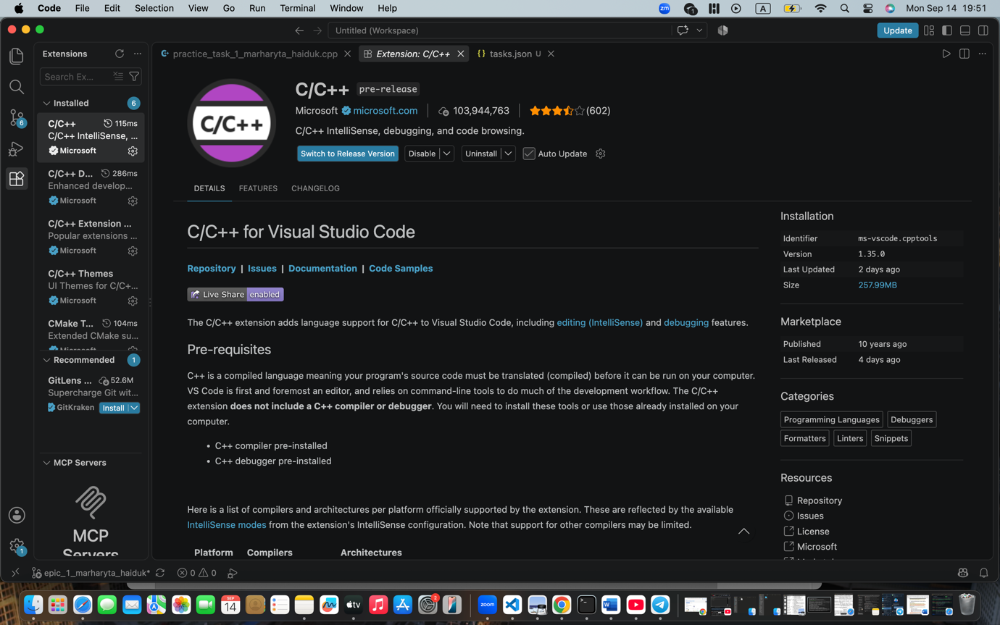 Code File Edit Selection View Go Run Terminal Window Help
zm 1 A Mon Sep 14 19:51
Untitled (Workspace)
Update
Extensions
practice_task_1_marharyta_haiduk.cpp
Extension: C/C++
{} tasks.json U
Search Ex...
Installed 6
C/C++ 115ms
C/C++ IntelliSense, ...
Microsoft
C/C++ D... 286ms
Enhanced develop...
Microsoft
C/C++ Extension ...
Popular extensions ...
Microsoft
C/C++ Themes
UI Themes for C/C+...
Microsoft
CMake T... 104ms
Extended CMake su...
Microsoft
Recommended 1
GitLens ... 52.6M
Supercharge Git wit...
GitKraken Install
MCP Servers
MCP
Servers
6
1
C/C++
C/C++ pre-release
Microsoft microsoft.com 103,944,763 (602)
C/C++ IntelliSense, debugging, and code browsing.
Switch to Release Version Disable Uninstall Auto Update
DETAILS FEATURES CHANGELOG
C/C++ for Visual Studio Code
Repository | Issues | Documentation | Code Samples
Live Share enabled
The C/C++ extension adds language support for C/C++ to Visual Studio Code, including editing (IntelliSense) and debugging features.
Pre-requisites
C++ is a compiled language meaning your program's source code must be translated (compiled) before it can be run on your computer.
VS Code is first and foremost an editor, and relies on command-line tools to do much of the development workflow. The C/C++
extension does not include a C++ compiler or debugger. You will need to install these tools or use those already installed on your
computer.
• C++ compiler pre-installed
• C++ debugger pre-installed
Here is a list of compilers and architectures per platform officially supported by the extension. These are reflected by the available
IntelliSense modes from the extension's IntelliSense configuration. Note that support for other compilers may be limited.
Platform Compilers Architectures
Installation
Identifier ms-vscode.cpptools
Version 1.35.0
Last Updated 2 days ago
Size 257.99MB
Marketplace
Published 10 years ago
Last Released 4 days ago
Categories
Programming Languages Debuggers
Formatters Linters Snippets
Resources
Repository
Issues
License
Microsoft
epic_1_marharyta_haiduk* 0 0
SEP
14
tv
2
zoom
W